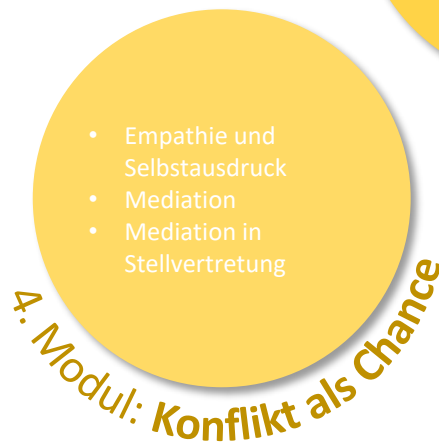 • Empathie und
Selbstausdruck
• Mediation
• Mediation in
Stellvertretung
4. Modul: Konflikt als Chance